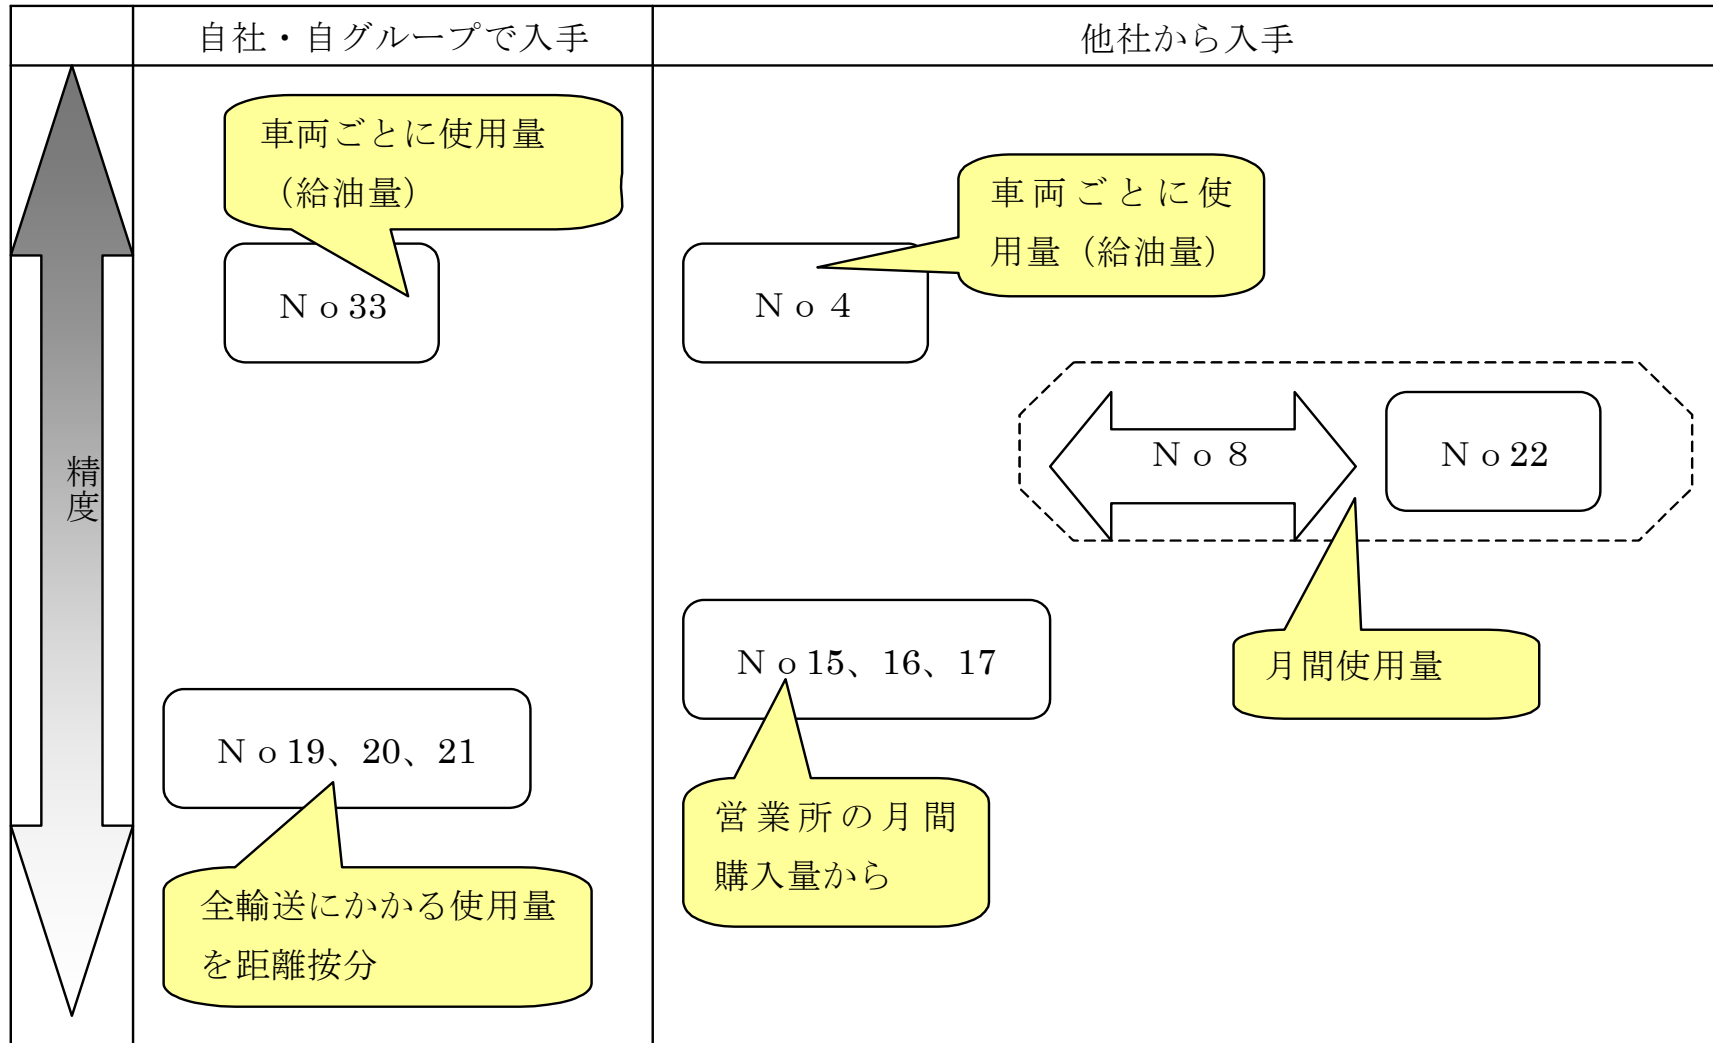 自社・自グループで入手
他社から入手
車両ごとに使用量
（給油量）
車両ごとに使
用量（給油量）
Ｎｏ33
Ｎｏ４
Ｎｏ８
Ｎｏ22
精度
Ｎｏ15、16、17
月間使用量
Ｎｏ19、20、21
営業所の月間
購入量から
全輸送にかかる使用量
を距離按分